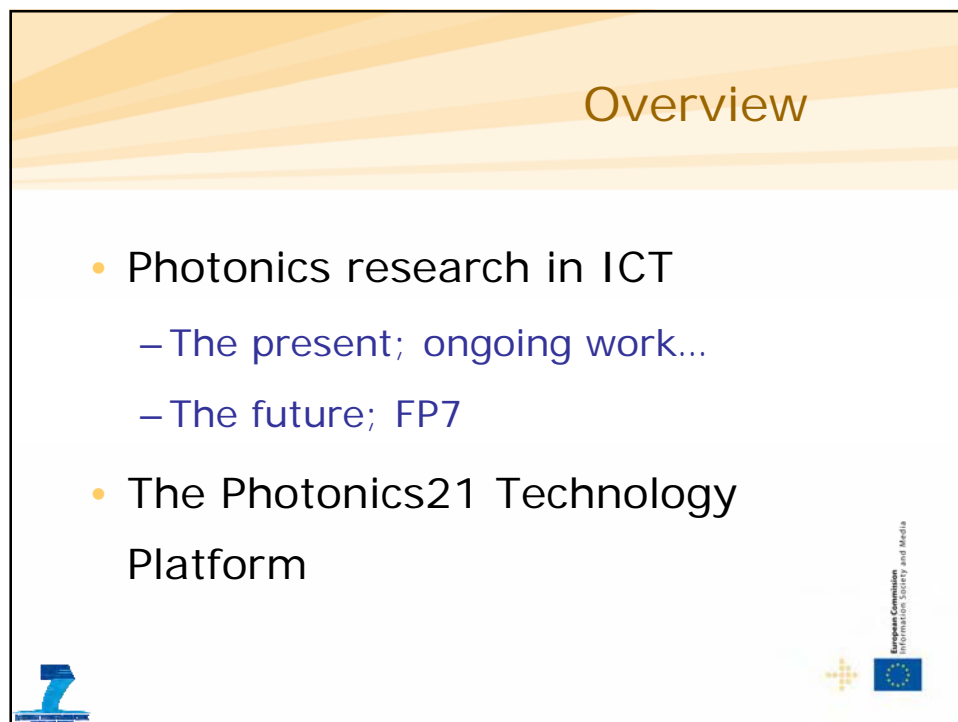 Overview
• Photonics research in ICT
– The present; ongoing work...
– The future; FP7
• The Photonics21 Technology
Platform
European Commission
Information Society and Media
7